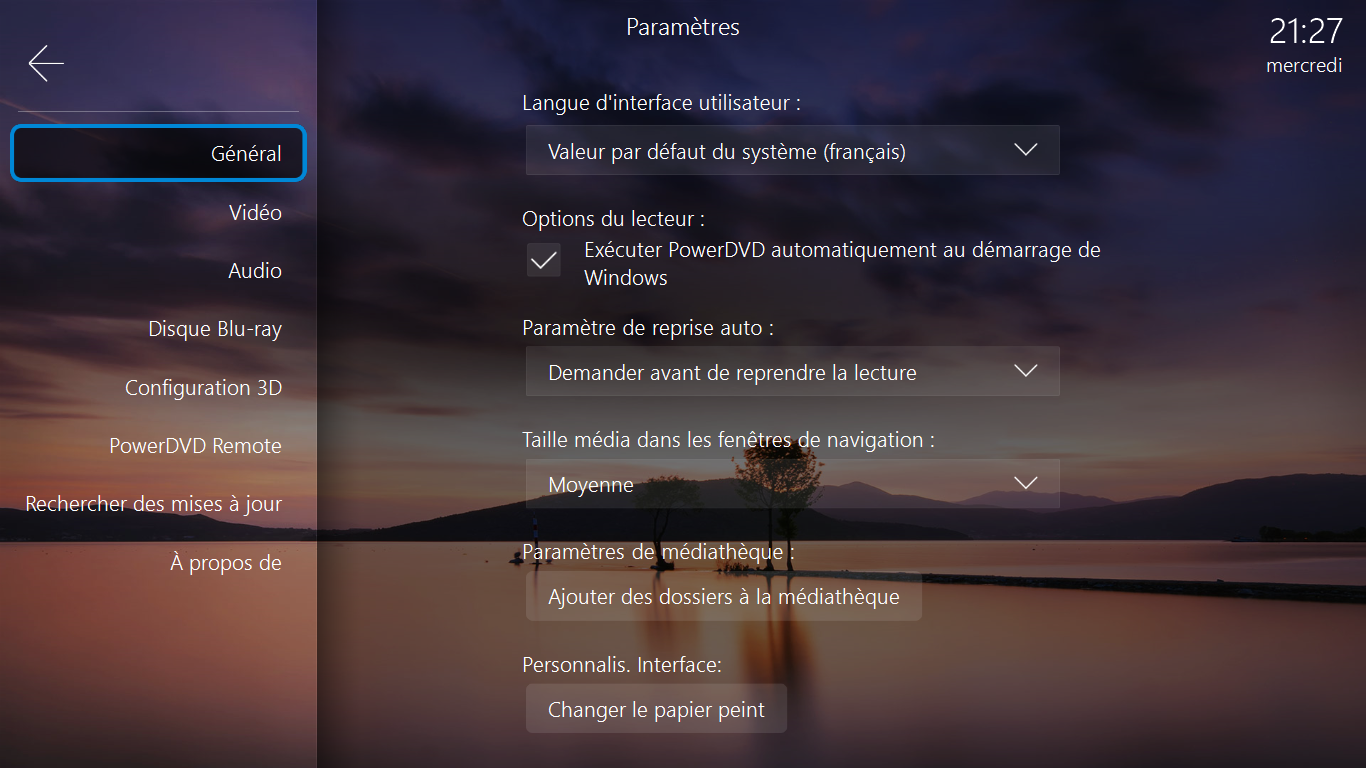 Paramètres
21:27
mercredi
Général
Vidéo
Audio
Disque Blu-ray
Configuration 3D
PowerDVD Remote
Rechercher des mises à jour
À propos de
Langue d'interface utilisateur :
Valeur par défaut du système (français)
Options du lecteur :
Exécuter PowerDVD automatiquement au démarrage de
Windows
Paramètre de reprise auto :
Demander avant de reprendre la lecture
Taille média dans les fenêtres de navigation :
Moyenne
Paramètres de médiathèque :
Ajouter des dossiers à la médiathèque
Personnalis. Interface:
Changer le papier peint